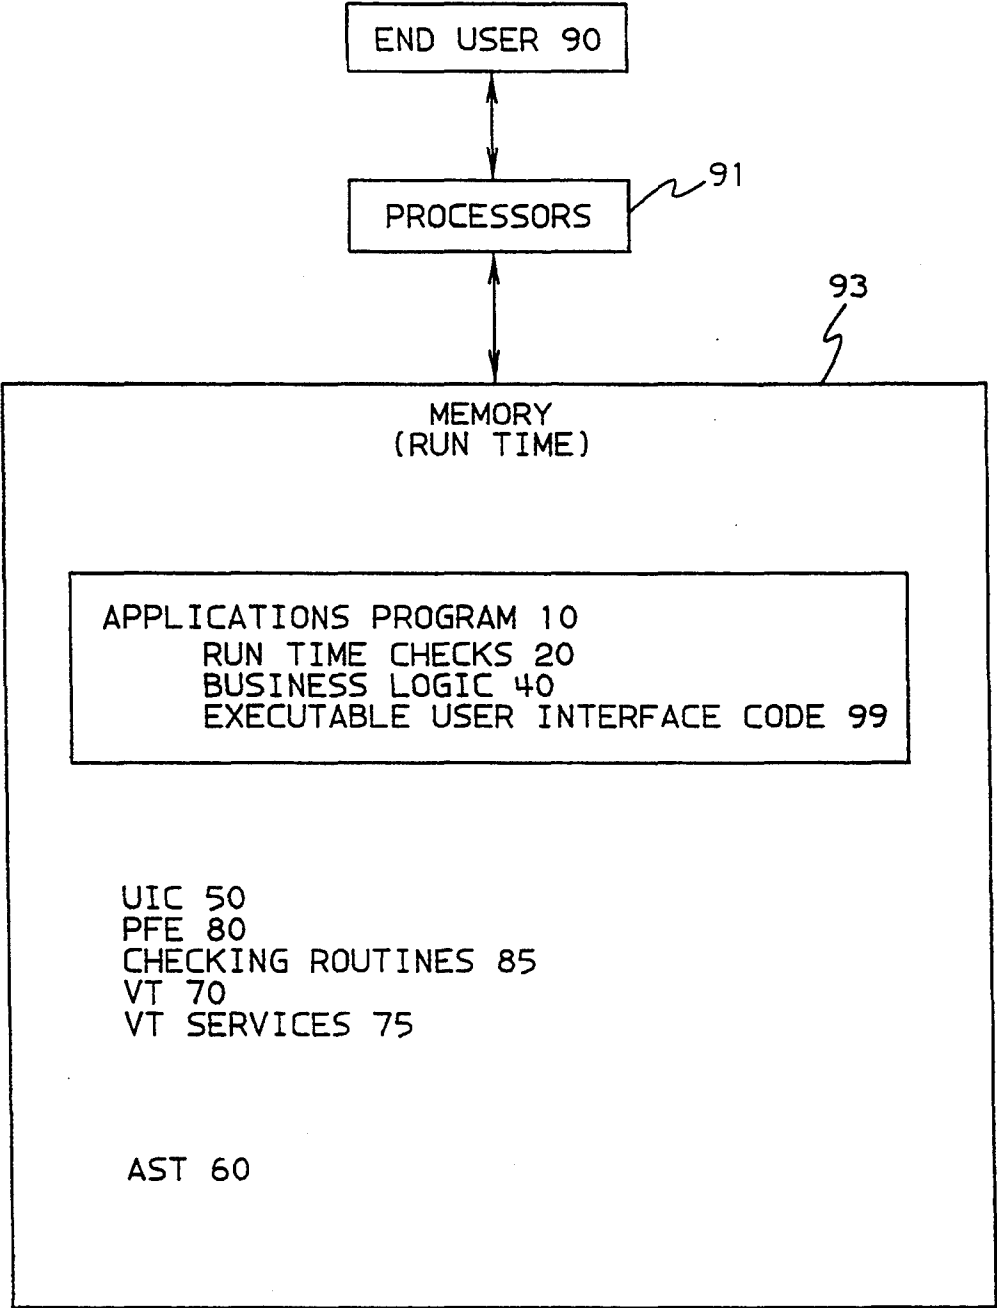 END USER 90
91
PROCESSORS
93
MEMORY
(RUN TIME)
APPLICATIONS PROGRAM 10
RUN TIME CHECKS 20
BUSINESS LOGIC 40
EXECUTABLE USER INTERFACE CODE 99
UIC 50
PFE 80
CHECKING ROUTINES 85
VT 70
VT SERVICES 75
AST 60